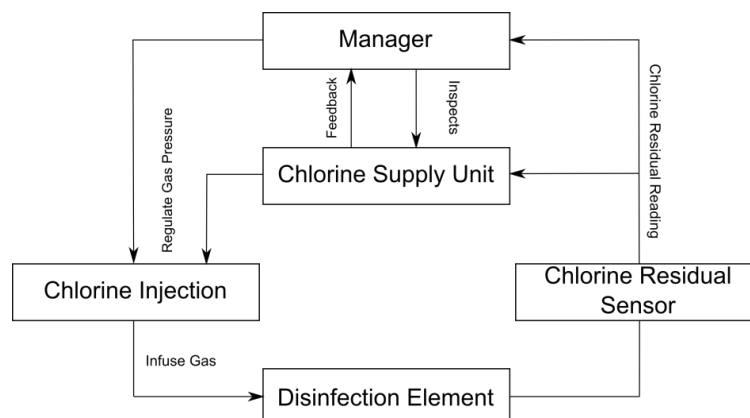 Manager
Feedback
Inspects
Regulate Gas Pressure
Chlorine Residual Reading
Chlorine Supply Unit
Chlorine Injection
Chlorine Residual
Sensor
Infuse Gas
Disinfection Element